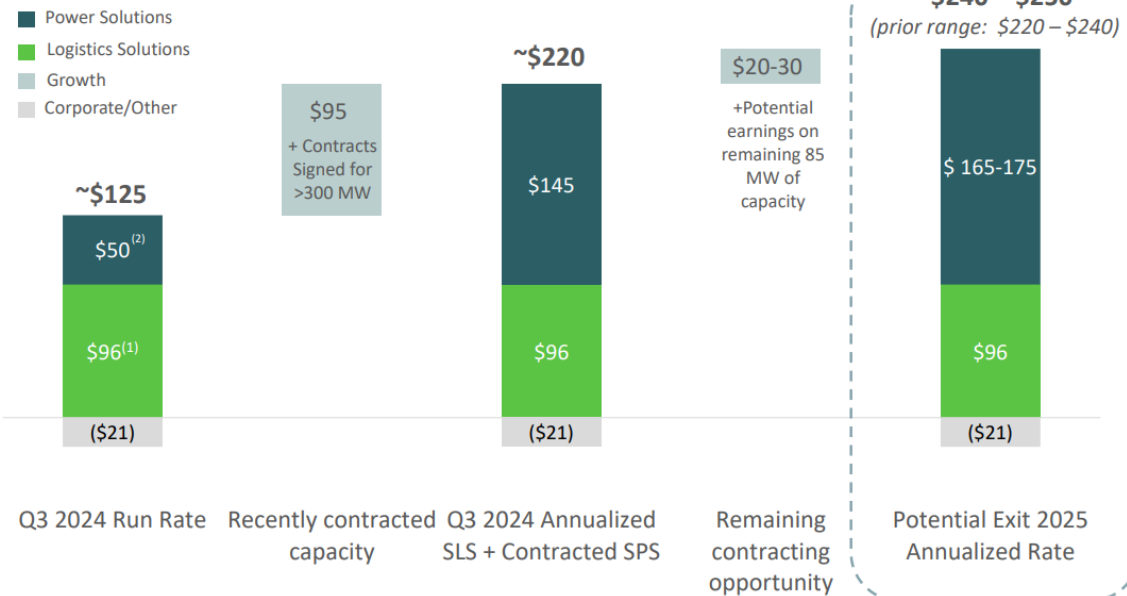 Power Solutions
Logistics Solutions
Growth
Corporate/Other
~$125
$50(2)
$96(1)
($21)
Q3 2024 Run Rate
$95
+ Contracts
Signed for
>300 MW
Recently contracted
capacity
~$220
$145
$96
($21)
Q3 2024 Annualized
SLS + Contracted SPS
$20-30
+Potential
earnings on
remaining 85
MW of
capacity
Remaining
contracting
opportunity
(prior range: $220 – $240)
$ 165-175
$96
($21)
Potential Exit 2025
Annualized Rate